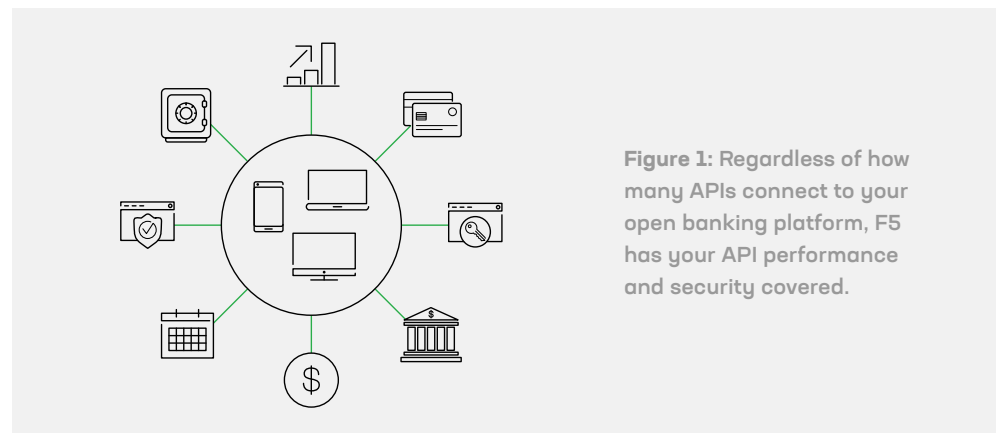 $
$
Figure 1: Regardless of how
many APIs connect to your
open banking platform, F5
has your API performance
and security covered.